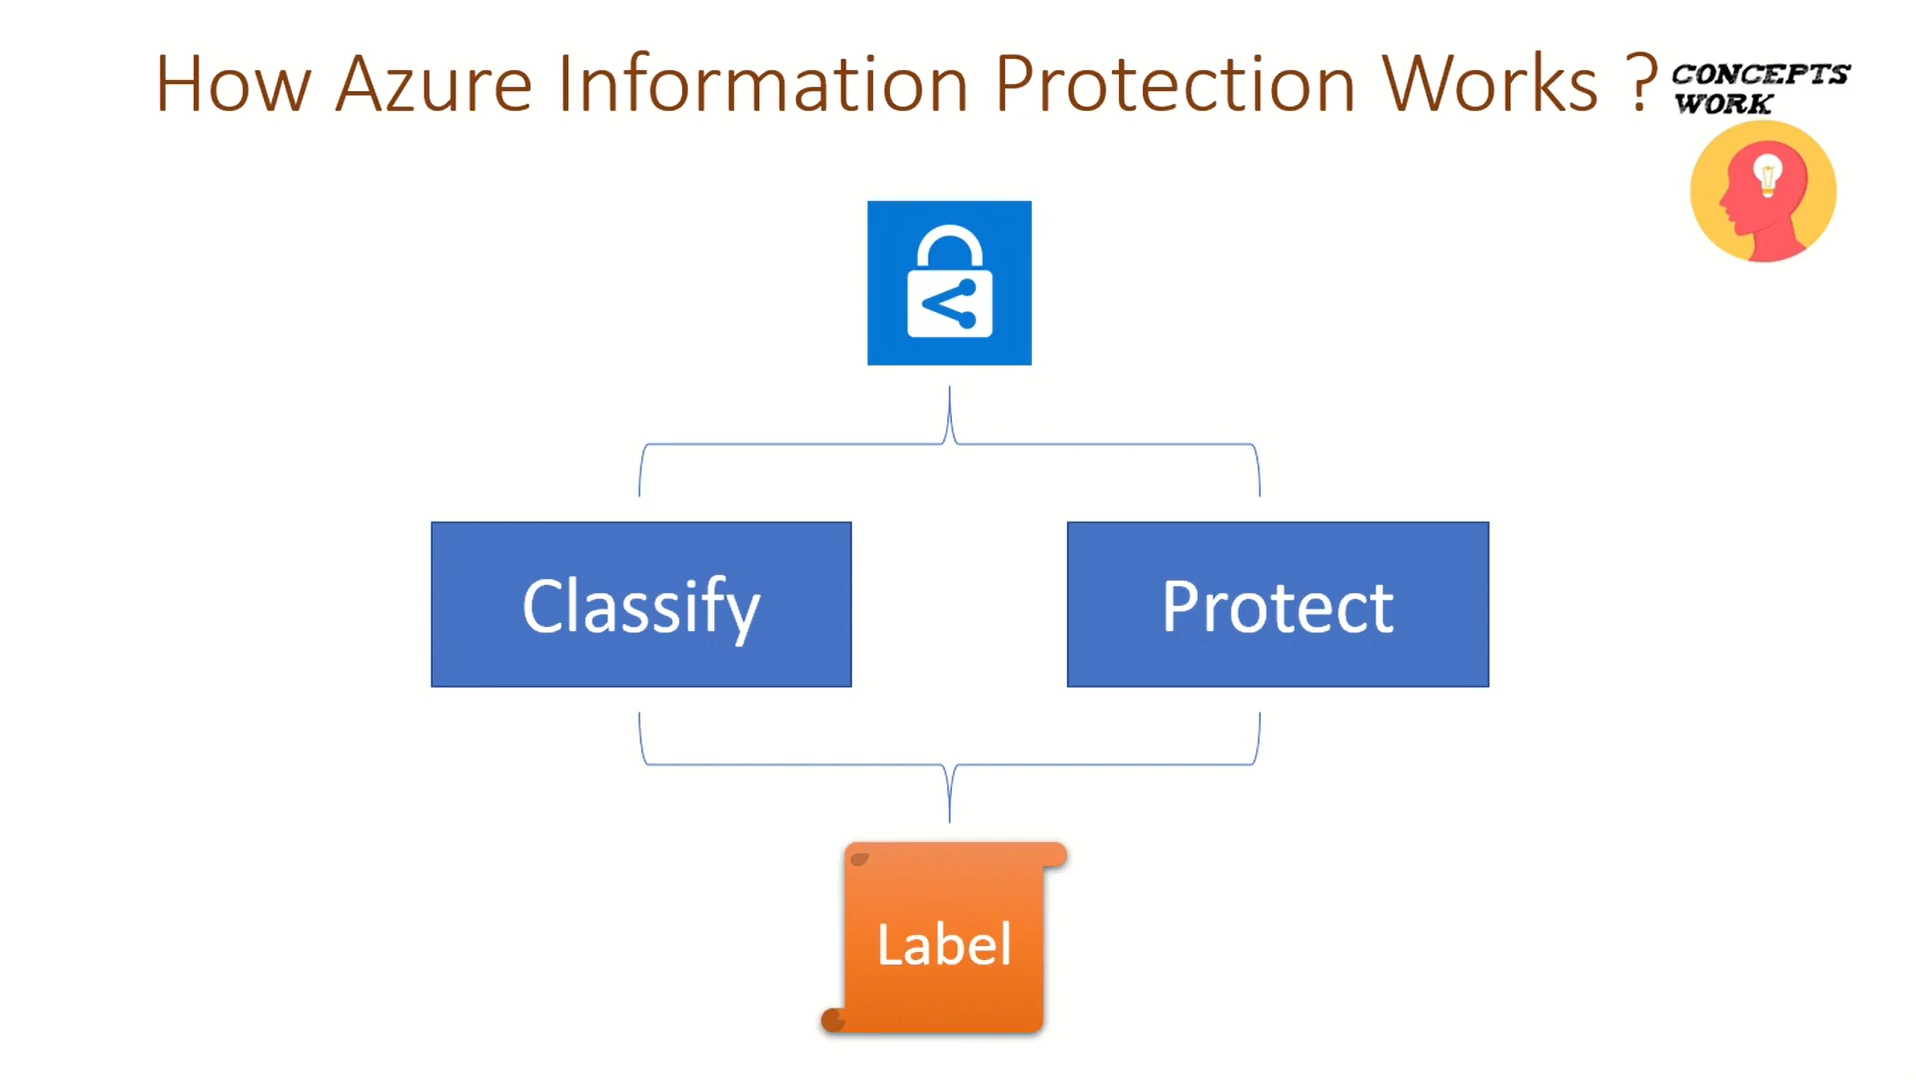 How Azure Information Protection Works ?
CONCEPTS
WORK
Classify
Protect
Label